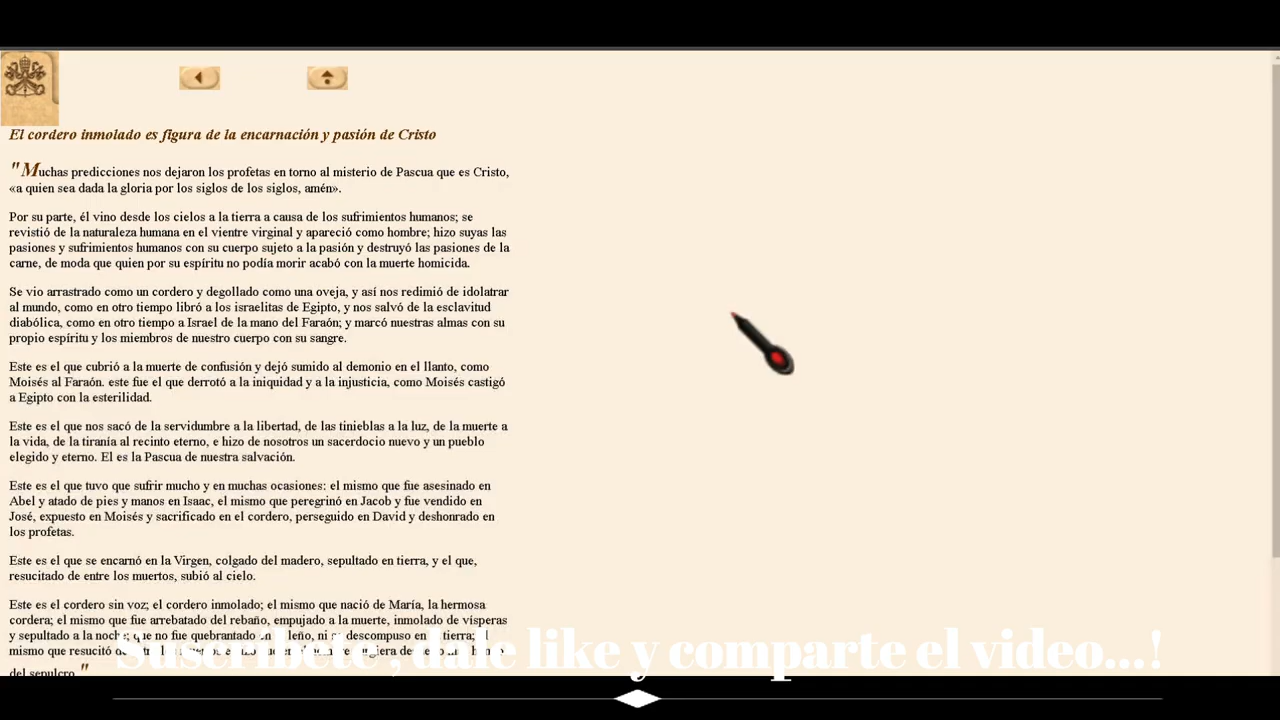 El cordero inmolado es figura de la encarnación y pasión de Cristo
"Muchas predicciones nos dejaron los profetas en torno al misterio de Pascua que es Cristo,
«a quien sea dada la gloria por los siglos de los siglos, amén».
Por su parte, él vino desde los cielos a la tierra a causa de los sufrimientos humanos; se
revistió de la naturaleza humana en el vientre virginal y apareció como hombre; hizo suyas las
pasiones y sufrimientos humanos con su cuerpo sujeto a la pasión y destruyó las pasiones de la
carne, de moda que quien por su espíritu no podía morir acabó con la muerte homicida.
Se vio arrastrado como un cordero y degollado como una oveja, y así nos redimió de idolatrar
al mundo, como en otro tiempo libró a los israelitas de Egipto, y nos salvó de la esclavitud
diabólica, como en otro tiempo a Israel de la mano del Faraón; y marcó nuestras almas con su
propio espíritu y los miembros de nuestro cuerpo con su sangre.
Este es el que cubrió a la muerte de confusión y dejó sumido al demonio en el llanto, como
Moisés al Faraón. este fue el que derrotó a la iniquidad y a la injusticia, como Moisés castigó
a Egipto con la esterilidad.
Este es el que nos sacó de la servidumbre a la libertad, de las tinieblas a la luz, de la muerte a
la vida, de la tiranía al recinto eterno, e hizo de nosotros un sacerdocio nuevo y un pueblo
elegido y eterno. El es la Pascua de nuestra salvación.
Este es el que tuvo que sufrir mucho y en muchas ocasiones: el mismo que fue asesinado en
Abel y atado de pies y manos en Isaac, el mismo que peregrinó en Jacob y fue vendido en
José, expuesto en Moisés y sacrificado en el cordero, perseguido en David y deshonrado en
los profetas.
Este es el que se encarnó en la Virgen, colgado del madero, sepultado en tierra, y el que,
resucitado de entre los muertos, subió al cielo.
Este es el cordero sin voz; el cordero inmolado; el mismo que nació de María, la hermosa
cordera; el mismo que fue arrebatado del rebaño, empujado a la muerte, inmolado de vísperas
y sepultado a la noche; que no fue quebrantado en leño, ni se descompuso en tierra; el
mismo que resucitó
del sepulcro."
Suscribete, dale like y comparte el video...!